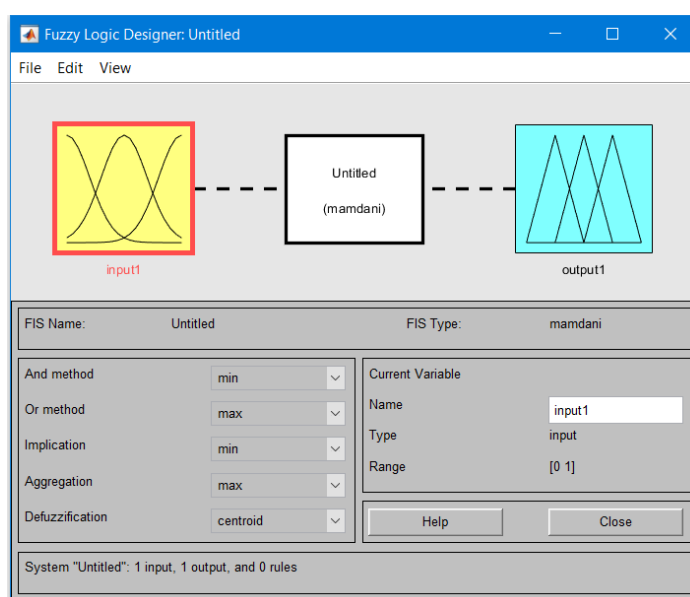 Fuzzy Logic Designer: Untitled
File Edit View
Untitled
(mamdani)
input1
output1
FIS Name: Untitled FIS Type: mamdani
And method min
Or method max
Implication min
Aggregation max
Defuzzification centroid
Current Variable
Name input1
Type input
Range [0 1]
Help Close
System "Untitled": 1 input, 1 output, and 0 rules